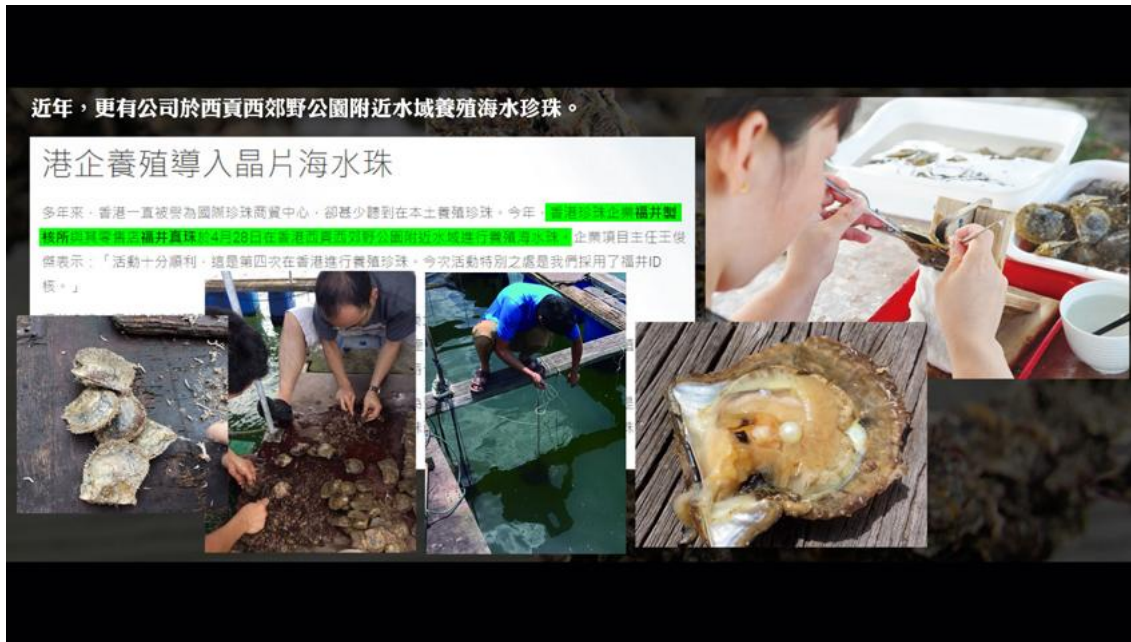 近年，更有公司於西貢西郊野公園附近水域養殖海水珍珠。
港企養殖導入晶片海水珠
多年來，香港一直被譽為國際珍珠商貿中心，卻甚少聽到在本土養殖珍珠。今年，香港珍珠企業福井製
核所與其零售店福井真珠於4月28日在香港西貢西郊野公園附近水域進行養殖海水珠。企業項目主任王俊
傑表示：「活動十分順利，這是第四次在香港進行養殖珍珠。今次活動特別之處是我們採用了福井ID
核。」